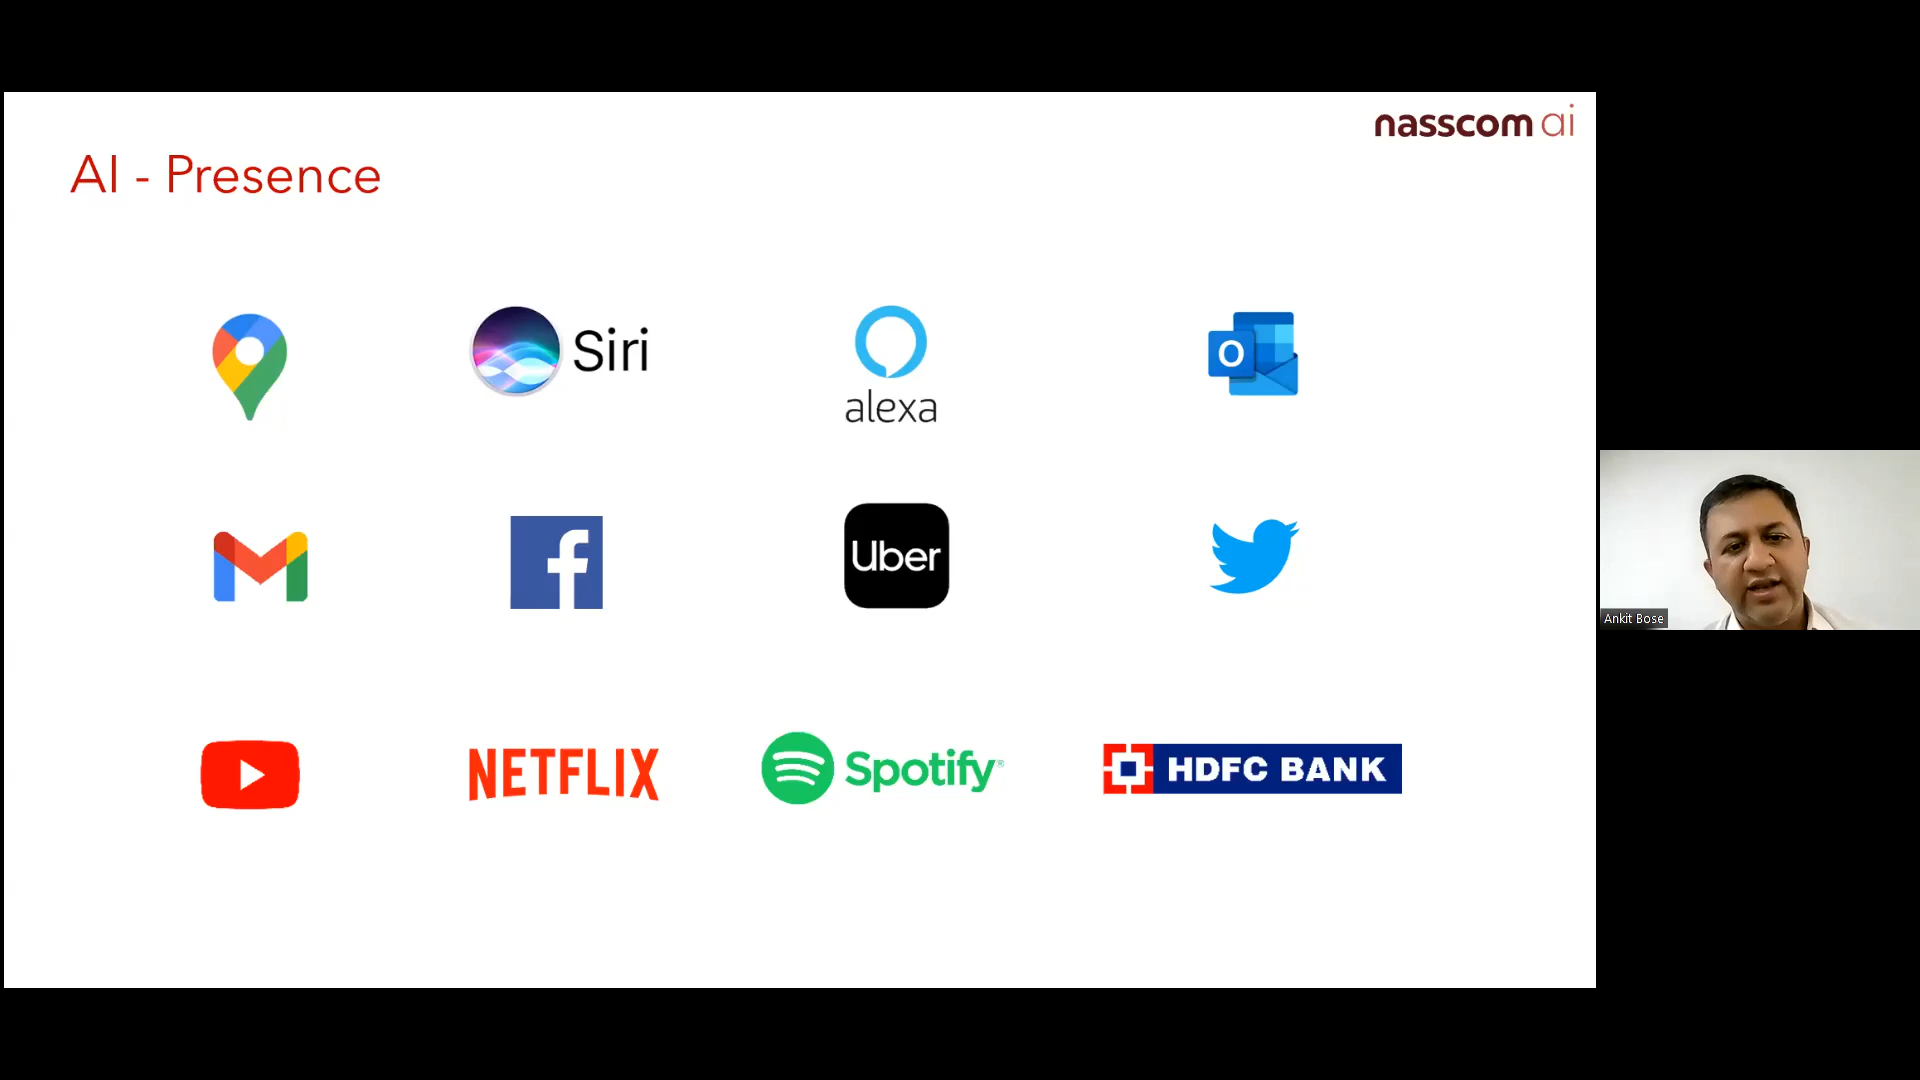 nasscom ai
AI - Presence
Siri
alexa
O
Uber
NETFLIX
Spotify®
HDFC BANK
Ankit Bose